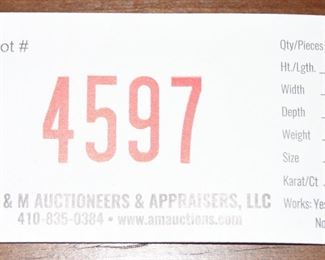 ot #
4597
& M AUCTIONEERS & APPRAISERS, LLC
410-835-0384 • www.amauctions.com
Qty/Pieces
Ht./Lgth.
Width
Depth
Weight
Size
Karat/Ct
Works: Yes
No